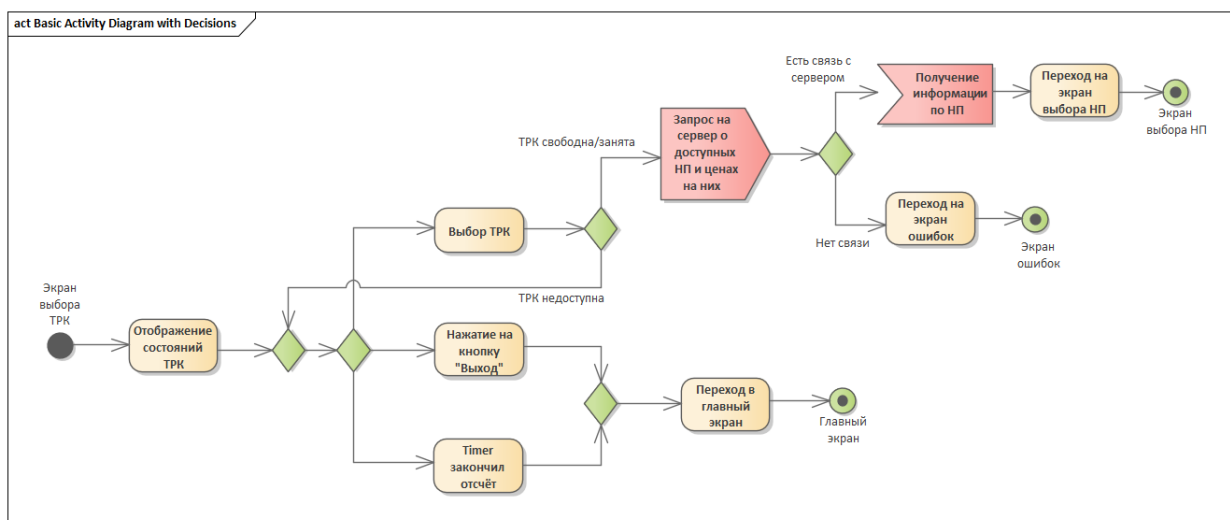 act Basic Activity Diagram with Decisions
Есть связь с
сервером
Получение
информации
по НП
Переход на
экран
выбора НП
Экран
выбора НП
Запрос на
сервер о
доступных
НП и ценах
на них
ТРК свободна/занята
Выбор ТРК
Переход на
экран
ошибок
Нет связи
Экран
ошибок
ТРК недоступна
Экран
выбора
ТРК
Отображение
состояний
ТРК
Нажатие на
кнопку
"Выход"
Переход в
главный
экран
Главный
экран
Timer
закончил
отсчёт